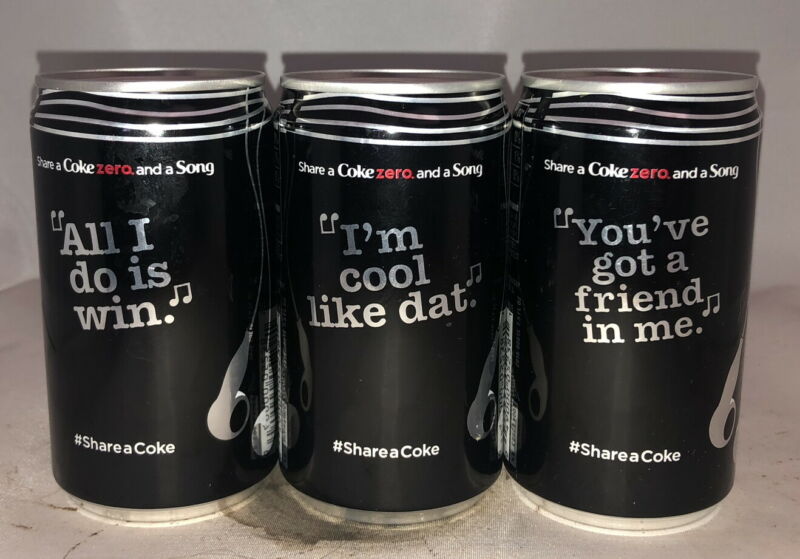 Share a Coke zero. and a Song
"All I
do is
win.♫
#ShareaCoke
Share a Coke zero. and a Song
"I'm
cool
like dat.♫
#ShareaCoke
Share a Coke zero. and a Song
"You've
got a
friend
in me.♫
#ShareaCoke